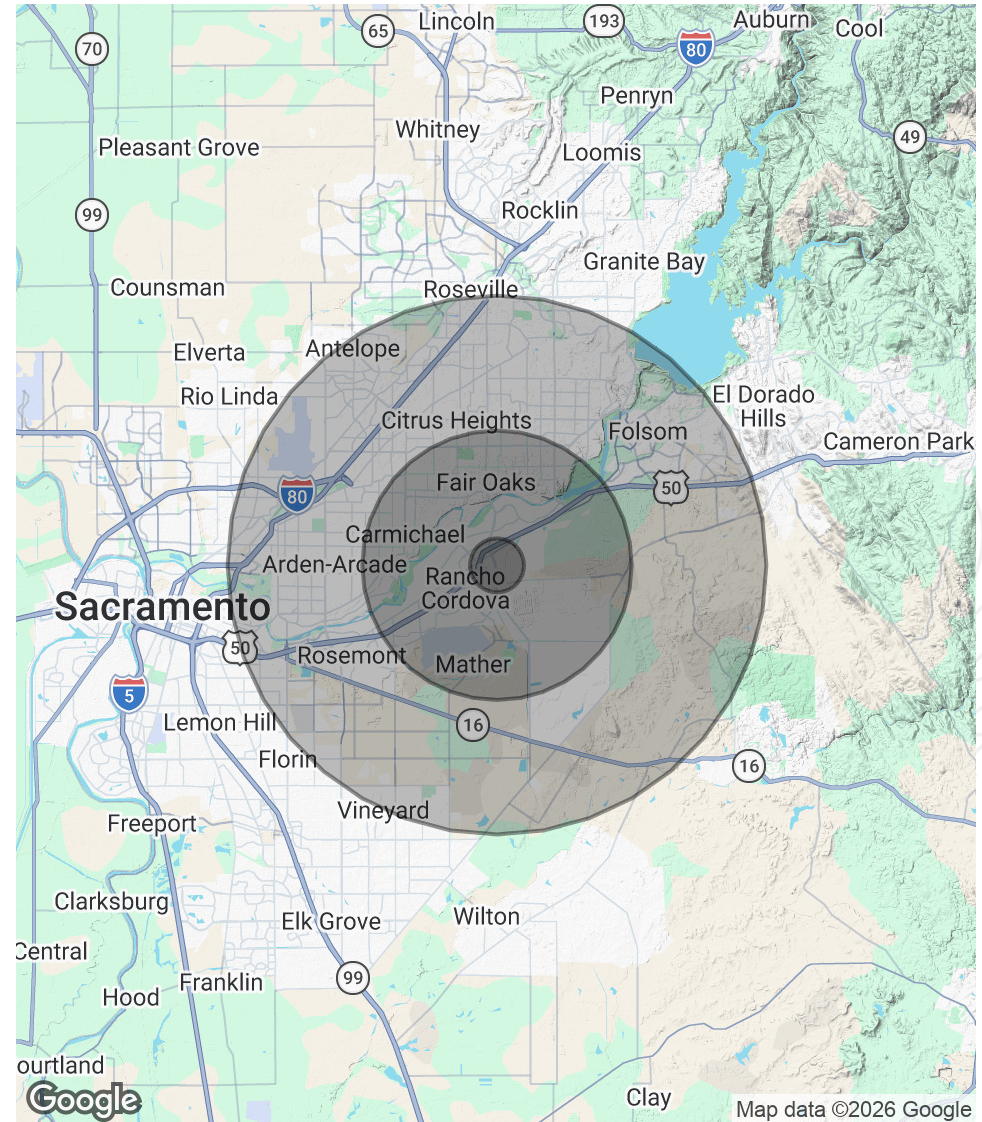 Lincoln
65
193
Auburn
Cool
70
80
Penryn
Whitney
49
Pleasant Grove
Loomis
99
Rocklin
Granite Bay
Counsman
Roseville
Elverta
Antelope
Rio Linda
El Dorado
Hills
Citrus Heights
Folsom
Cameron Park
Fair Oaks
50
80
Carmichael
Arden-Arcade
Rancho
Cordova
Sacramento
50
Rosemont
Mather
5
Lemon Hill
16
Florin
16
Vineyard
Freeport
Clarksburg
Elk Grove
Wilton
Central
Franklin
99
Hood
ourtland
Google
Clay
Map data ©2026 Google